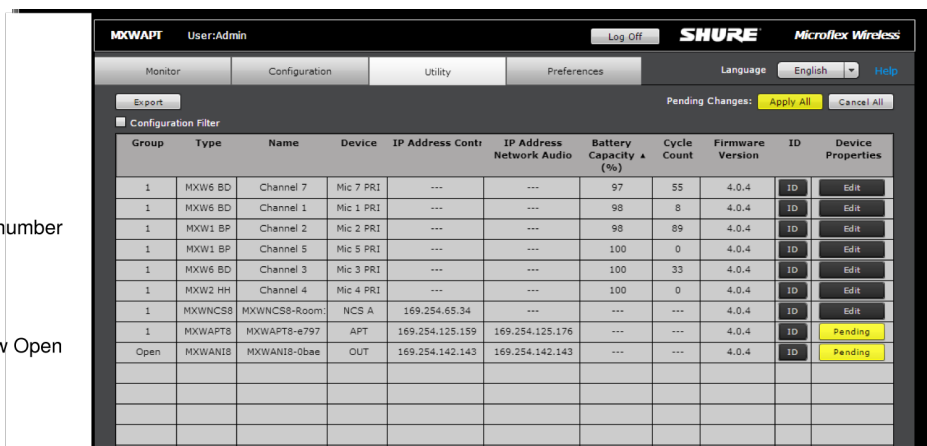 MXWAPT User:Admin Log Off SHURE Microflex Wireless
Monitor Configuration Utility Preferences Language English Help
Export Pending Changes: Apply All Cancel All
Configuration Filter
Group Type Name Device IP Address Contr IP Address Network Audio Battery Capacity ▲ (%) Cycle Count Firmware Version ID Device Properties
1 MXW6 BD Channel 7 Mic 7 PRI --- --- 97 55 4.0.4 ID Edit
1 MXW6 BD Channel 1 Mic 1 PRI --- --- 98 8 4.0.4 ID Edit
number
1 MXW1 BP Channel 2 Mic 2 PRI --- --- 98 89 4.0.4 ID Edit
1 MXW1 BP Channel 5 Mic 5 PRI --- --- 100 0 4.0.4 ID Edit
1 MXW6 BD Channel 3 Mic 3 PRI --- --- 100 33 4.0.4 ID Edit
1 MXW2 HH Channel 4 Mic 4 PRI --- --- 100 0 4.0.4 ID Edit
1 MXWNCS8 MXWNCS8-Room: NCS A 169.254.65.34 --- --- --- 4.0.4 ID Edit
1 MXWAPT8 MXWAPT8-e797 APT 169.254.125.159 169.254.125.176 --- --- 4.0.4 ID Pending
w Open
Open MXWANI8 MXWANI8-0bae OUT 169.254.142.143 169.254.142.143 --- --- 4.0.4 ID Pending